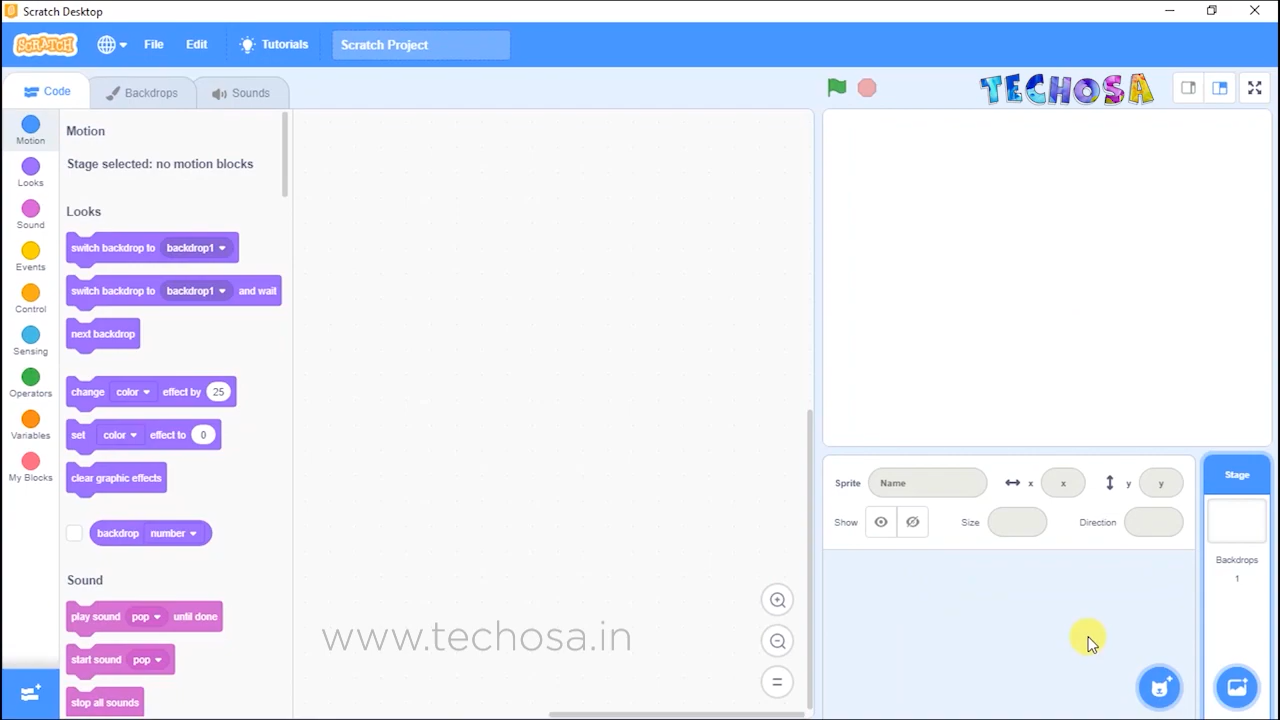 Scratch Desktop
SCRATCH File Edit Tutorials Scratch Project
Code Backdrops Sounds
TECHOSA
Motion
Looks
Sound
Events
Control
Sensing
Operators
Variables
My Blocks
Motion
Stage selected: no motion blocks
Looks
switch backdrop to backdrop1
switch backdrop to backdrop1 and wait
next backdrop
change color effect by 25
set color effect to 0
clear graphic effects
backdrop number
Sound
play sound pop until done
start sound pop
stop all sounds
www.techosa.in
Sprite Name x x y y
Show Size Direction
Stage
Backdrops
1